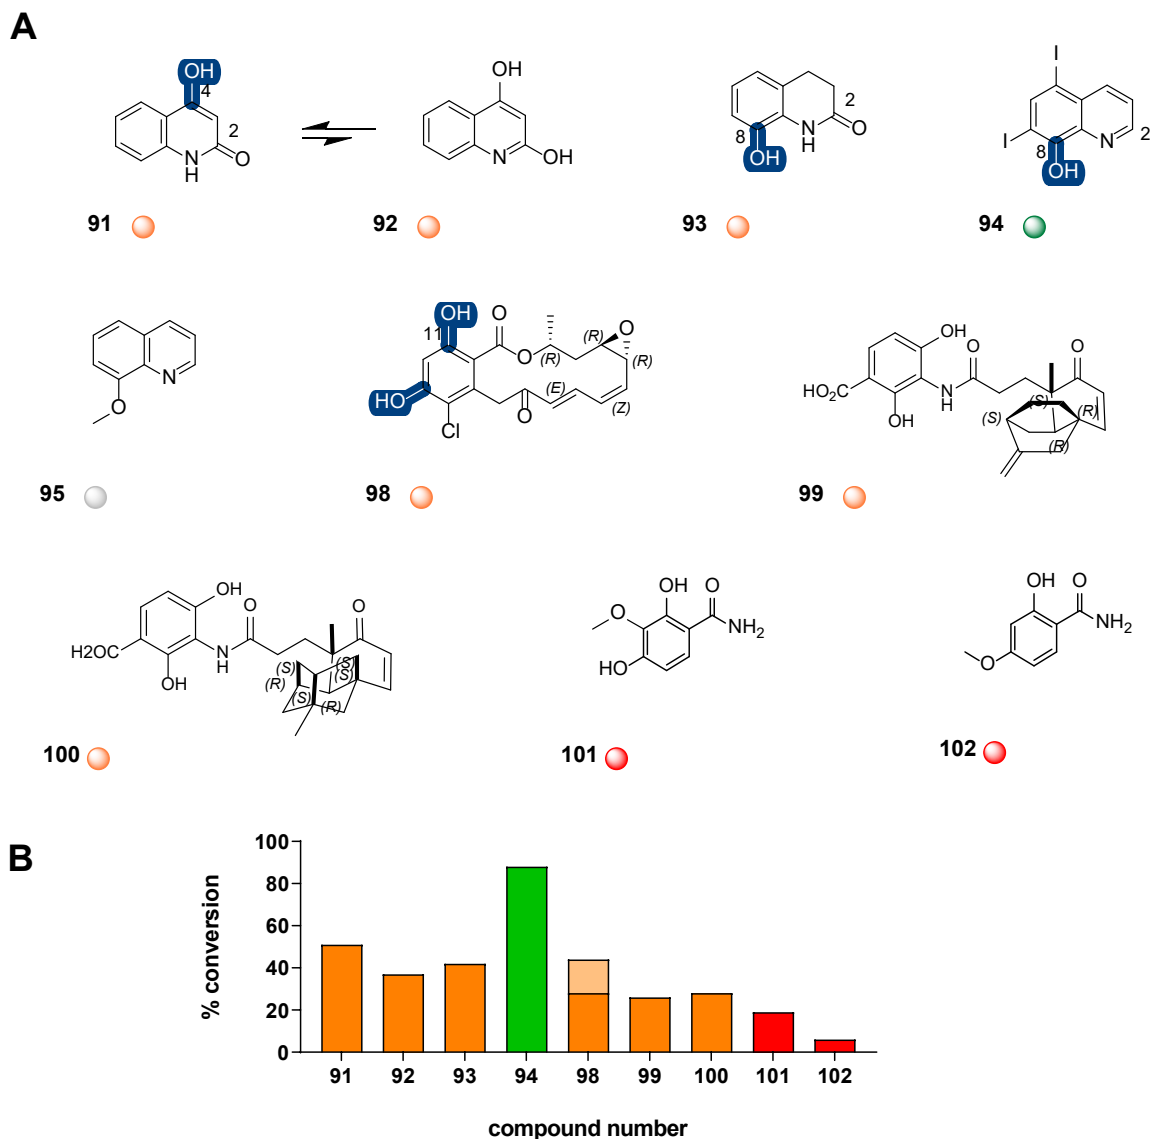 A
OH
4
2
O
N
H
91
OH
N
OH
92
2
8
N
H
O
OH
93
I
I
8
N
2
OH
94
N
O
95
OH
11
O
O
(R)
(R)
O
(R)
HO
Cl
O
(E)
(Z)
98
OH
O
O
HO2C
N
H
OH
(S)
(S)
(R)
(R)
99
OH
O
O
H2OC
N
H
OH
(S)
(R)
(S)
(S)
(S)
(R)
100
OH
O
O
NH2
HO
101
OH
O
NH2
O
102
B
% conversion
100
80
60
40
20
0
91 92 93 94 98 99 100 101 102
compound number